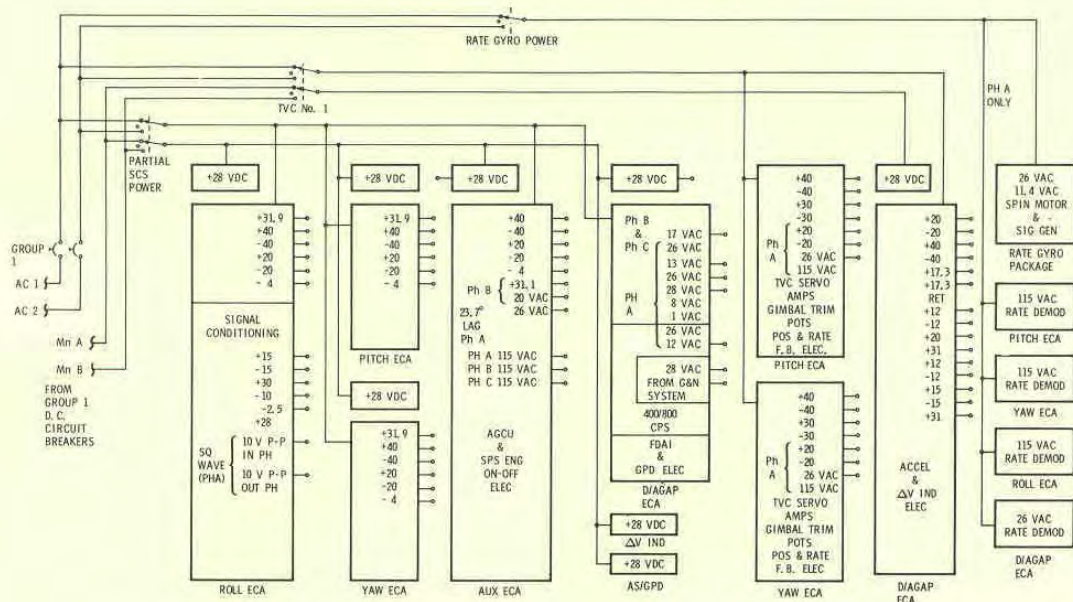 RATE GYRO POWER
TVC No. 1
PARTIAL
SCS
POWER
GROUP
1
AC 1
AC 2
Mn A
Mn B
FROM
GROUP 1
D. C.
CIRCUIT
BREAKERS
+28 VDC
+31.9
+40
-40
+20
-20
- 4
SIGNAL
CONDITIONING
+15
-15
+30
-10
-2.5
+28
SQ
WAVE
(PHA)
10 V P-P
IN PH
10 V P-P
OUT PH
ROLL ECA
+28 VDC
+31.9
+40
-40
+20
-20
- 4
PITCH ECA
+28 VDC
+31.9
+40
-40
+20
-20
- 4
YAW ECA
+28 VDC
+40
-40
+20
-20
- 4
Ph B
+31.1
20 VAC
23.7°
LAG
Ph A
26 VAC
PH A 115 VAC
PH B 115 VAC
PH C 115 VAC
AGCU
&
SPS ENG
ON-OFF
ELEC
AUX ECA
+28 VDC
Ph B
&
Ph C
17 VAC
26 VAC
PH
A
13 VAC
26 VAC
28 VAC
8 VAC
1 VAC
26 VAC
12 VAC
28 VAC
FROM G&N
SYSTEM
400/800
CPS
FDAI
&
GPD ELEC
D/AGAP
ECA
+28 VDC
ΔV IND
+28 VDC
AS/GPD
+40
-40
+30
-30
Ph
A
+20
-20
26 VAC
115 VAC
TVC SERVO
AMPS
GIMBAL TRIM
POTS
POS & RATE
F. B. ELEC.
PITCH ECA
+40
-40
+30
-30
Ph
A
+20
-20
26 VAC
115 VAC
TVC SERVO
AMPS
GIMBAL TRIM
POTS
POS & RATE
F. B. ELEC
YAW ECA
+28 VDC
+20
-20
+40
-40
+17.3
+17.3
RET
+12
-12
+20
+31
+12
-12
+15
-15
+31
ACCEL
&
ΔV IND
ELEC
D/AGAP
ECA
PH A
ONLY
26 VAC
11.4 VAC
SPIN MOTOR
& -
SIG GEN
RATE GYRO
PACKAGE
115 VAC
RATE DEMOD
PITCH ECA
115 VAC
RATE DEMOD
YAW ECA
115 VAC
RATE DEMOD
ROLL ECA
26 VAC
RATE DEMOD
D/AGAP
ECA